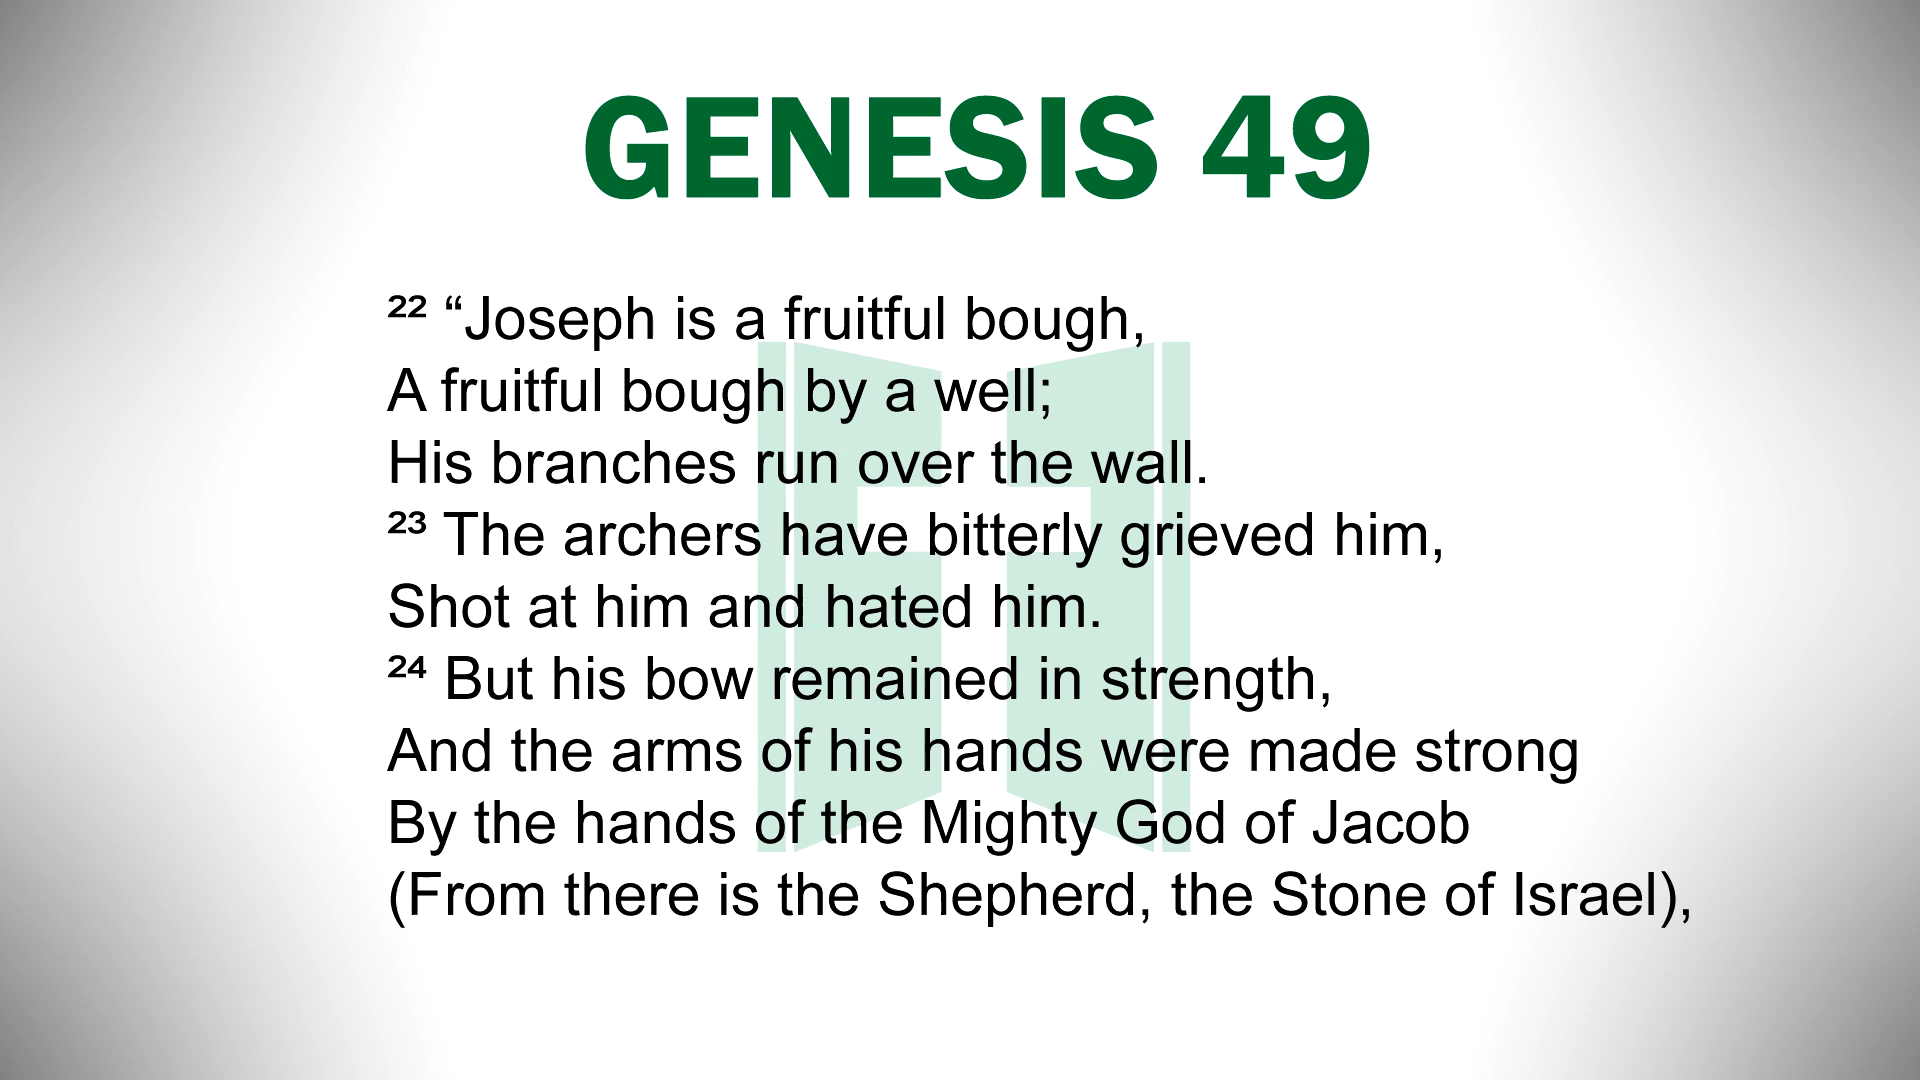 GENESIS 49
²² “Joseph is a fruitful bough,
A fruitful bough by a well;
His branches run over the wall.
²³ The archers have bitterly grieved him,
Shot at him and hated him.
²⁴ But his bow remained in strength,
And the arms of his hands were made strong
By the hands of the Mighty God of Jacob
(From there is the Shepherd, the Stone of Israel),